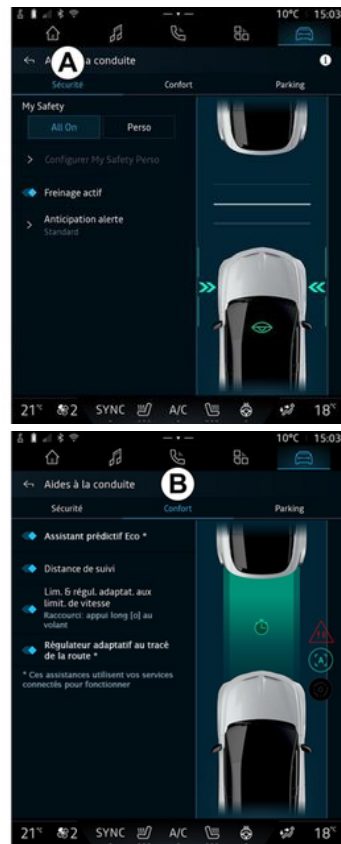 10°C 15:03
A
A a conduite
i
Sécurité Confort Parking
My Safety
All On Perso
Configurer My Safety Perso
Freinage actif
Anticipation alerte
Standard
21°C 2 SYNC A/C 18°C
10°C 15:03
B
Aides à la conduite
Sécurité Confort Parking
Assistant prédictif Eco *
Distance de suivi
Lim. & régul. adaptat. aux
limit. de vitesse
Raccourci: appui long [o] au
volant
Régulateur adaptatif au tracé
de la route *
* Ces assistances utilisent vos services
connectés pour fonctionner
A
21°C 2 SYNC A/C 18°C